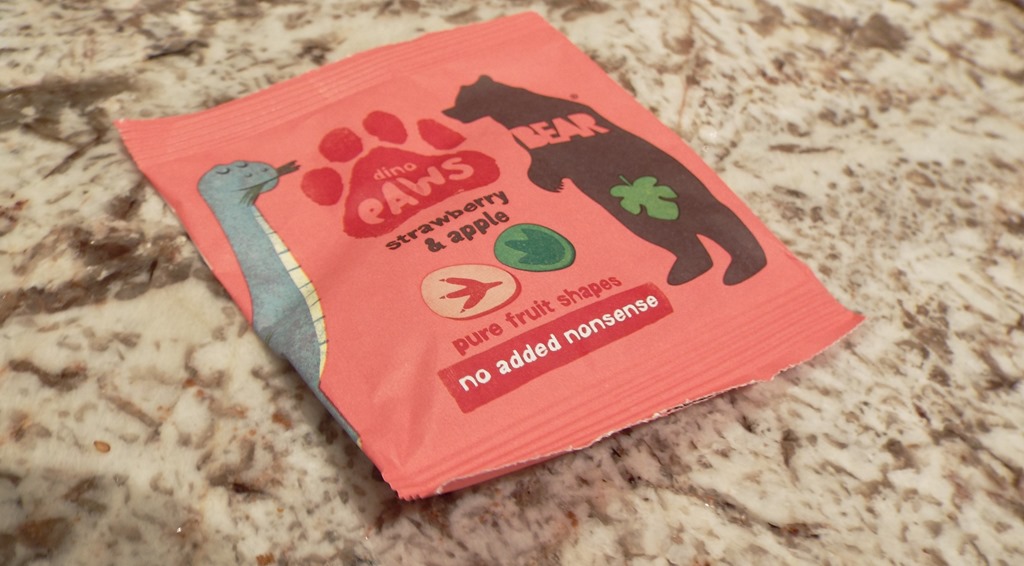 BEAR
dino
PAWS
strawberry
& apple
pure fruit shapes
no added nonsense